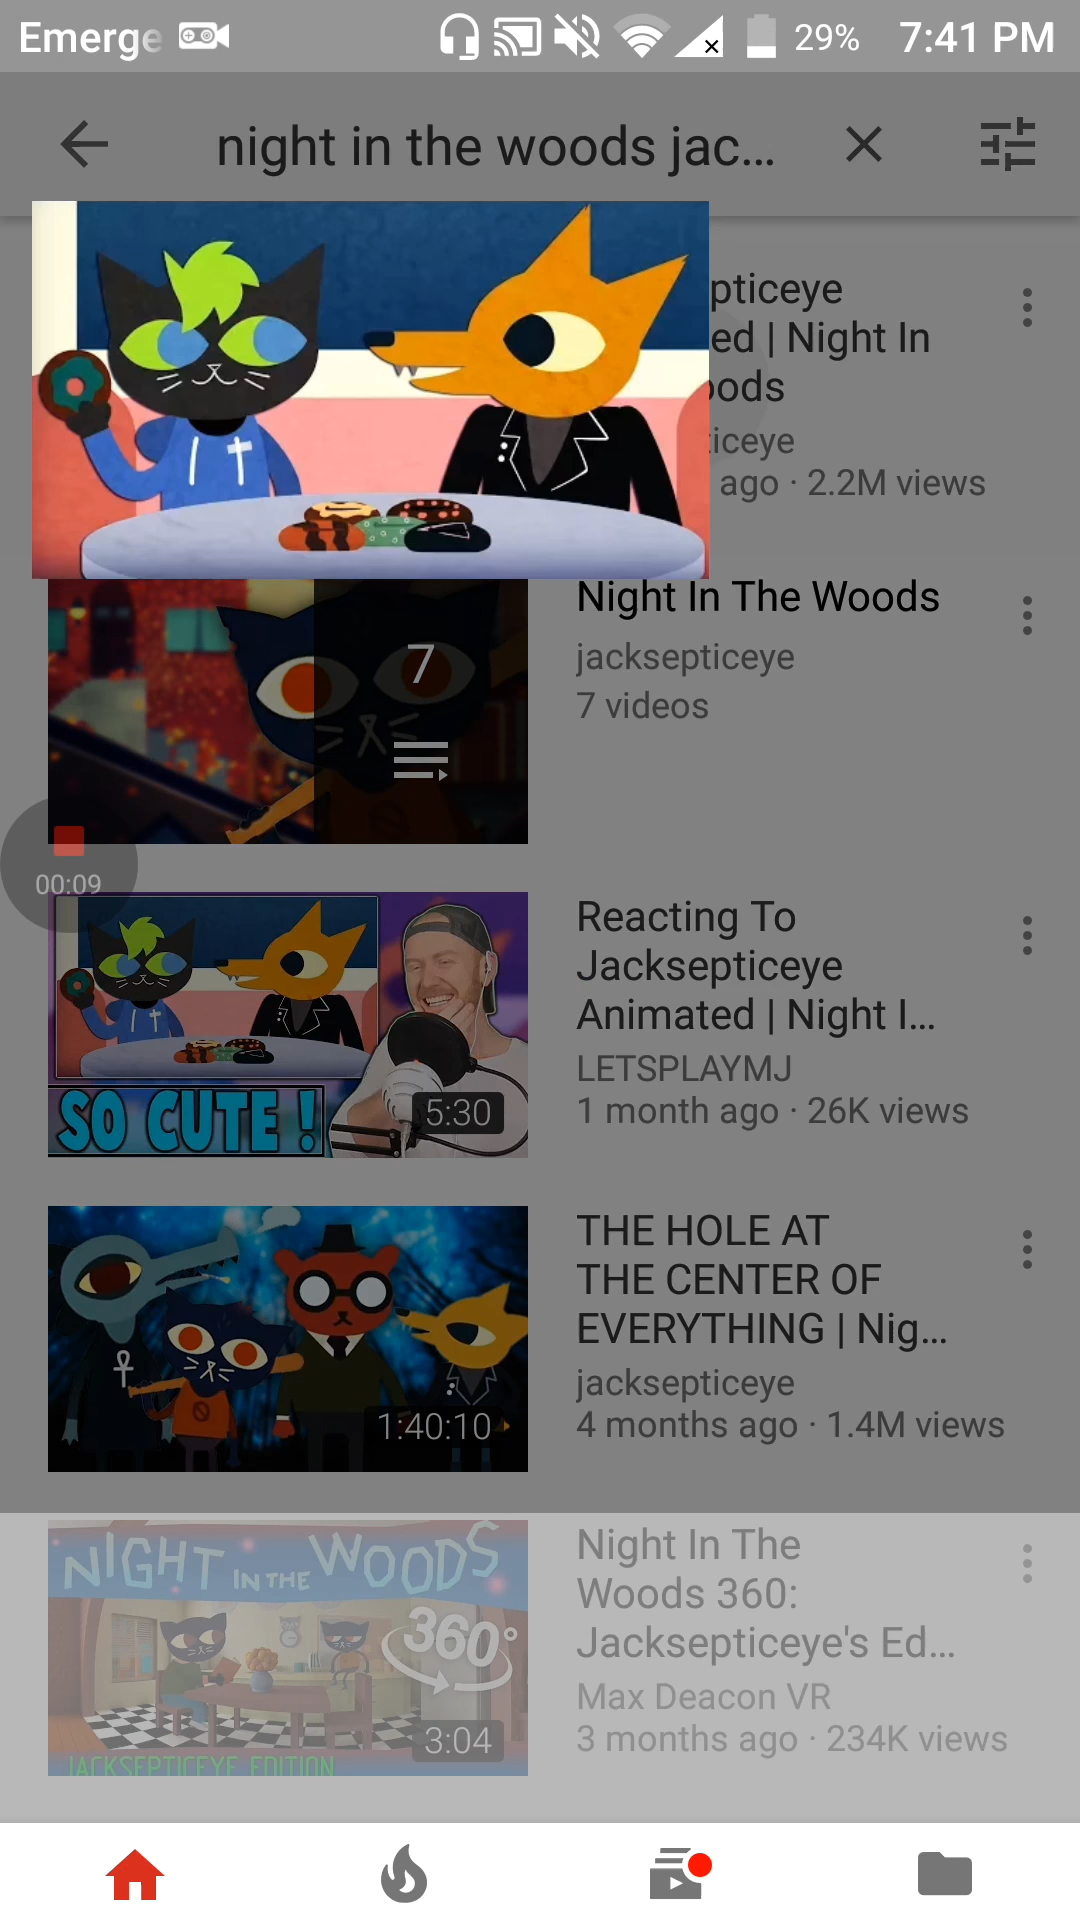 Emerge
29%
7:41 PM
night in the woods jac...
pticeye
ed | Night In
oods
ticeye
ago · 2.2M views
7
Night In The Woods
jacksepticeye
7 videos
00:09
SO CUTE !
5:30
Reacting To
Jacksepticeye
Animated | Night I...
LETSPLAYMJ
1 month ago · 26K views
1:40:10
THE HOLE AT
THE CENTER OF
EVERYTHING | Nig...
jacksepticeye
4 months ago · 1.4M views
NIGHT IN THE WOODS
360°
3:04
JACKSEPTICEYE EDITION
Night In The
Woods 360:
Jacksepticeye's Ed...
Max Deacon VR
3 months ago · 234K views